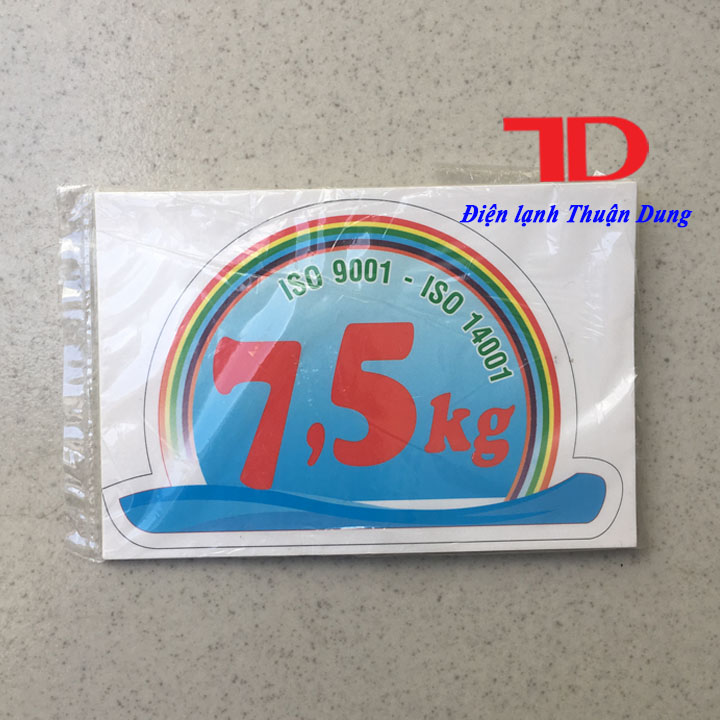 TD
Điện lạnh Thuận Dung
ISO 9001 - ISO 14001
7,5 kg